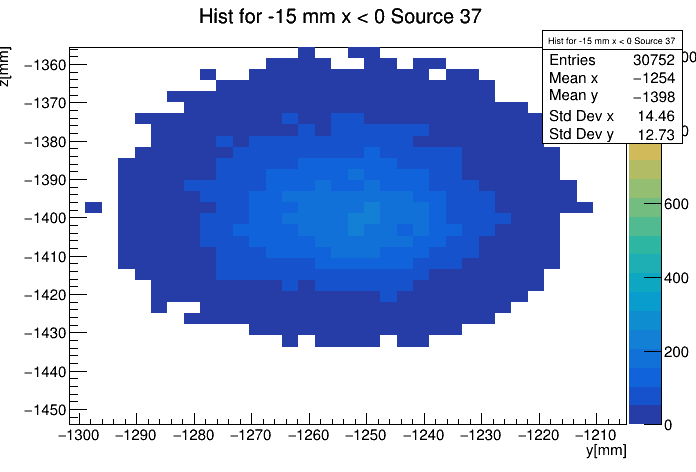 Hist for -15 mm x < 0 Source 37
Hist for -15 mm x < 0 Source 37
Entries 30752
Mean x −1254
Mean y −1398
Std Dev x 14.46
Std Dev y 12.73
z[mm]
−1360
−1370
−1380
−1390
−1400
−1410
−1420
−1430
−1440
−1450
600
400
200
0
−1300 −1290 −1280 −1270 −1260 −1250 −1240 −1230 −1220 −1210
y[mm]